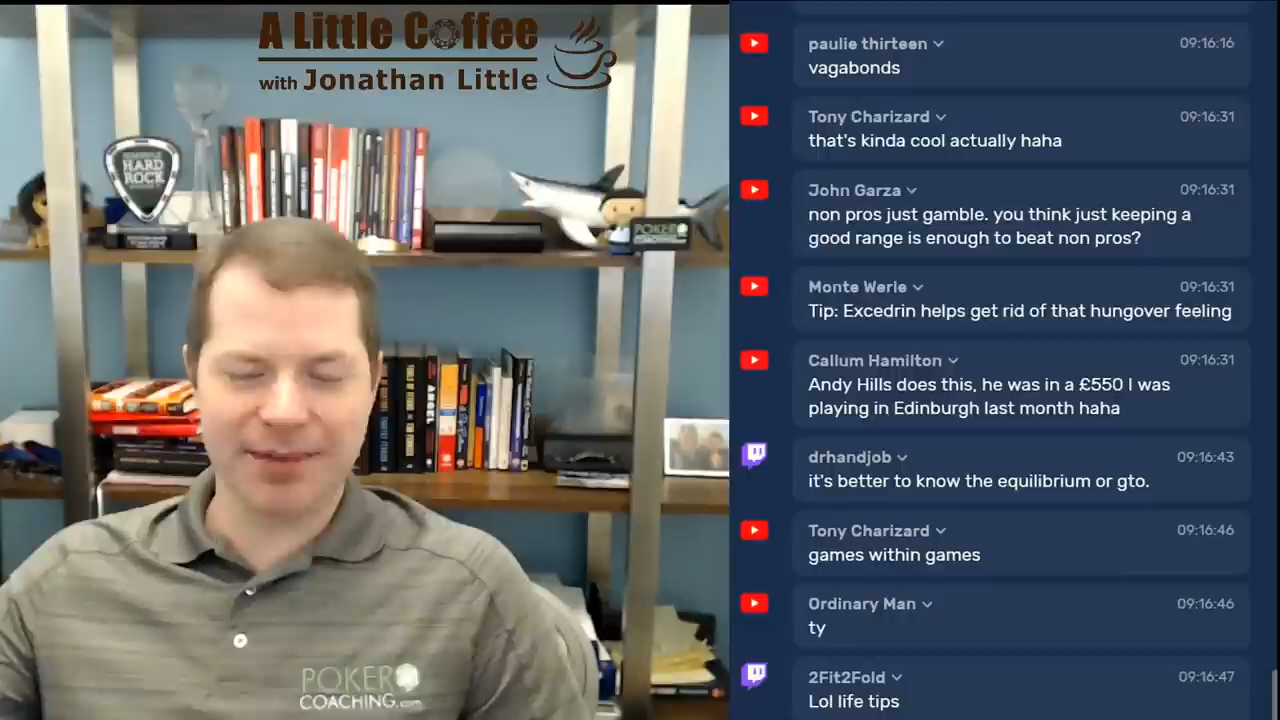 A Little Coffee
with Jonathan Little
HARD
ROCK
POKER
COACHING
ANGEL
POKER
COACHING.com
paulie thirteen
09:16:16
vagabonds
Tony Charizard
09:16:31
that's kinda cool actually haha
John Garza
09:16:31
non pros just gamble. you think just keeping a
good range is enough to beat non pros?
Monte Werle
09:16:31
Tip: Excedrin helps get rid of that hungover feeling
Callum Hamilton
09:16:31
Andy Hills does this, he was in a £550 I was
playing in Edinburgh last month haha
drhandjob
09:16:43
it's better to know the equilibrium or gto.
Tony Charizard
09:16:46
games within games
Ordinary Man
09:16:46
ty
2Fit2Fold
09:16:47
Lol life tips